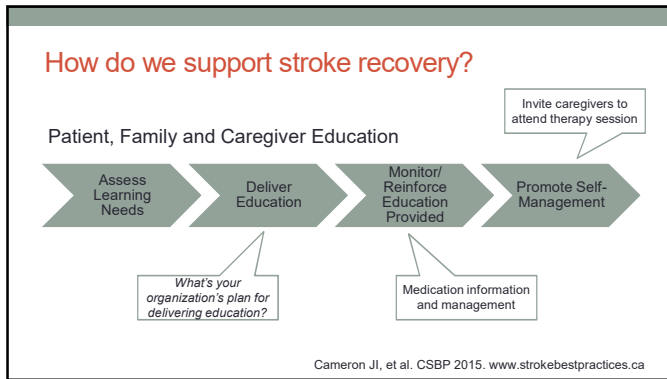 How do we support stroke recovery?
Invite caregivers to
attend therapy session
Patient, Family and Caregiver Education
Assess
Learning
Needs
Deliver
Education
Monitor/
Reinforce
Education
Provided
Promote Self-
Management
What's your
organization's plan for
delivering education?
Medication information
and management
Cameron JI, et al. CSBP 2015. www.strokebestpractices.ca